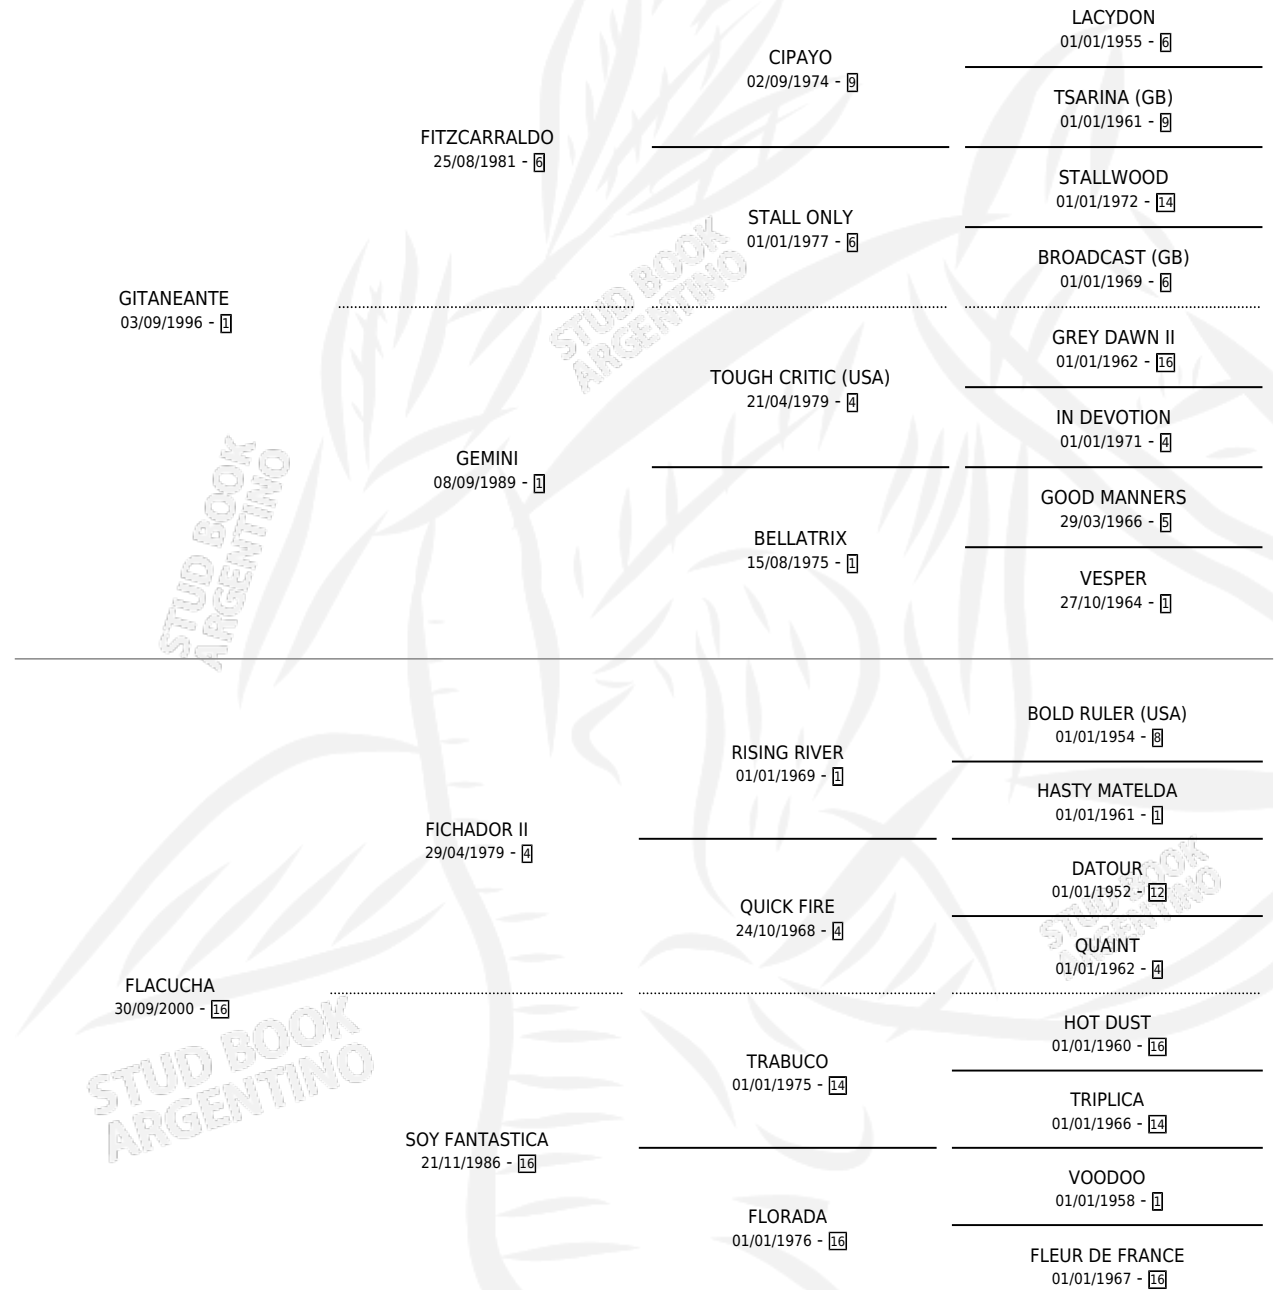 LACYDON
01/01/1955 - 6
CIPAYO
02/09/1974 - 9
TSARINA (GB)
01/01/1961 - 9
FITZCARRALDO
25/08/1981 - 6
STALLWOOD
01/01/1972 - 14
STALL ONLY
01/01/1977 - 6
BROADCAST (GB)
01/01/1969 - 6
GITANEANTE
03/09/1996 - 1
GREY DAWN II
01/01/1962 - 16
TOUGH CRITIC (USA)
21/04/1979 - 4
IN DEVOTION
01/01/1971 - 4
GEMINI
08/09/1989 - 1
GOOD MANNERS
29/03/1966 - 5
BELLATRIX
15/08/1975 - 1
VESPER
27/10/1964 - 1
BOLD RULER (USA)
01/01/1954 - 8
RISING RIVER
01/01/1969 - 1
HASTY MATELDA
01/01/1961 - 1
FICHADOR II
29/04/1979 - 4
DATOUR
01/01/1952 - 12
QUICK FIRE
24/10/1968 - 4
QUAINT
01/01/1962 - 4
FLACUCHA
30/09/2000 - 16
HOT DUST
01/01/1960 - 16
TRABUCO
01/01/1975 - 14
TRIPLICA
01/01/1966 - 14
SOY FANTASTICA
21/11/1986 - 16
VOODOO
01/01/1958 - 1
FLORADA
01/01/1976 - 16
FLEUR DE FRANCE
01/01/1967 - 16
STUD BOOK
ARGENTINO
STUD BOOK
ARGENTINO
STUD BOOK
ARGENTINO
STUD BOOK
ARGENTINO